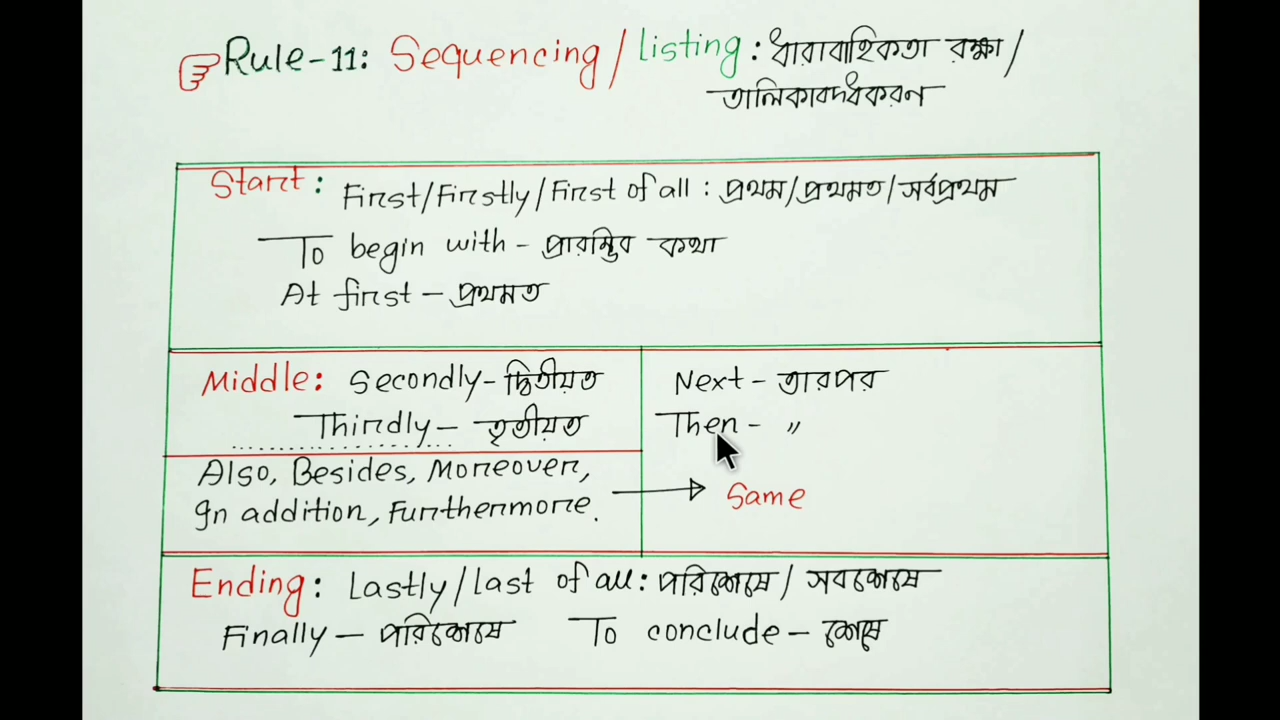 Rule-11: Sequencing/listing: ধারাবাহিকতা রক্ষা/
তালিকাবদ্ধকরণ
Start: First/Firstly/First of all: প্রথম/প্রথমত/সর্বপ্রথম
To begin with - প্রারম্ভিব কথা
At first - প্রথমত
Middle: Secondly - দ্বিতীয়ত
Thirdly - তৃতীয়ত
Next - তারপর
Then - "
Also, Besides, Moreover,
In addition, Furthermore.
Same
Ending: Lastly/last of all: পরিশেষে/ সবশেষে
Finally - পরিশেষে To conclude - শেষে